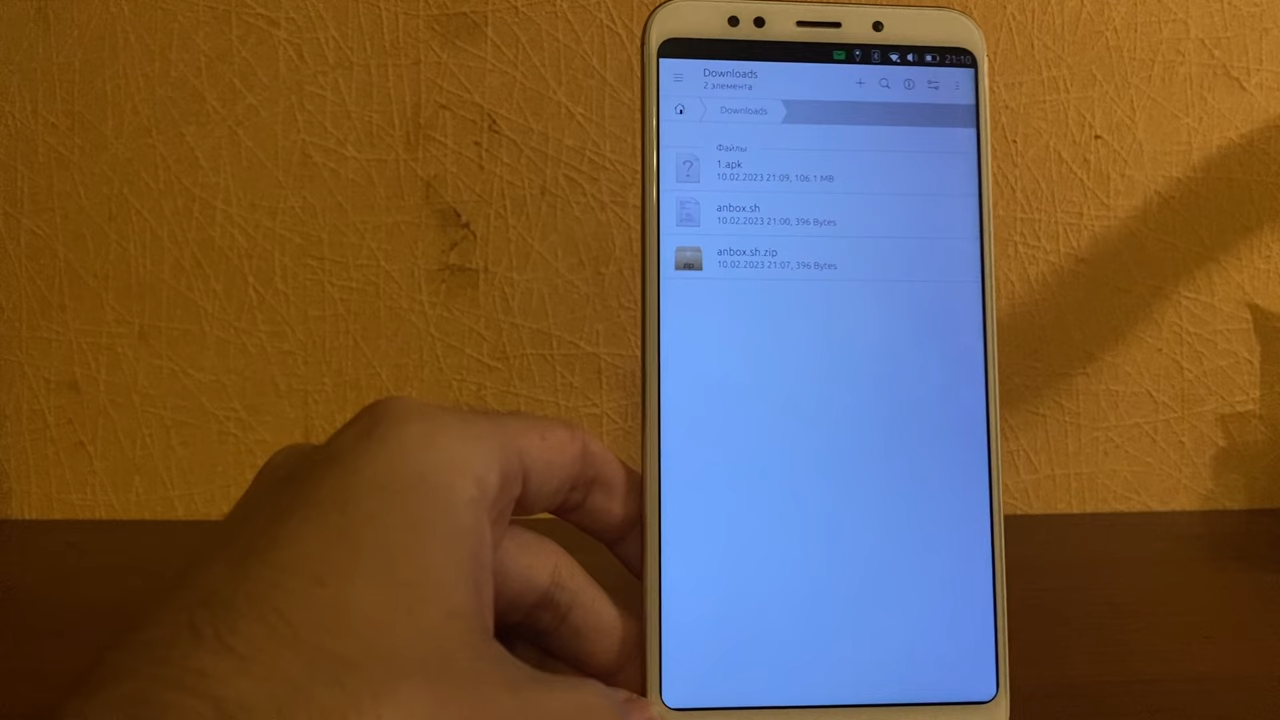 21:10
Downloads
2 элемента
Downloads
Файлы
1.apk
10.02.2023 21:09, 106.1 MB
anbox.sh
10.02.2023 21:00, 396 Bytes
anbox.sh.zip
10.02.2023 21:07, 396 Bytes
zip